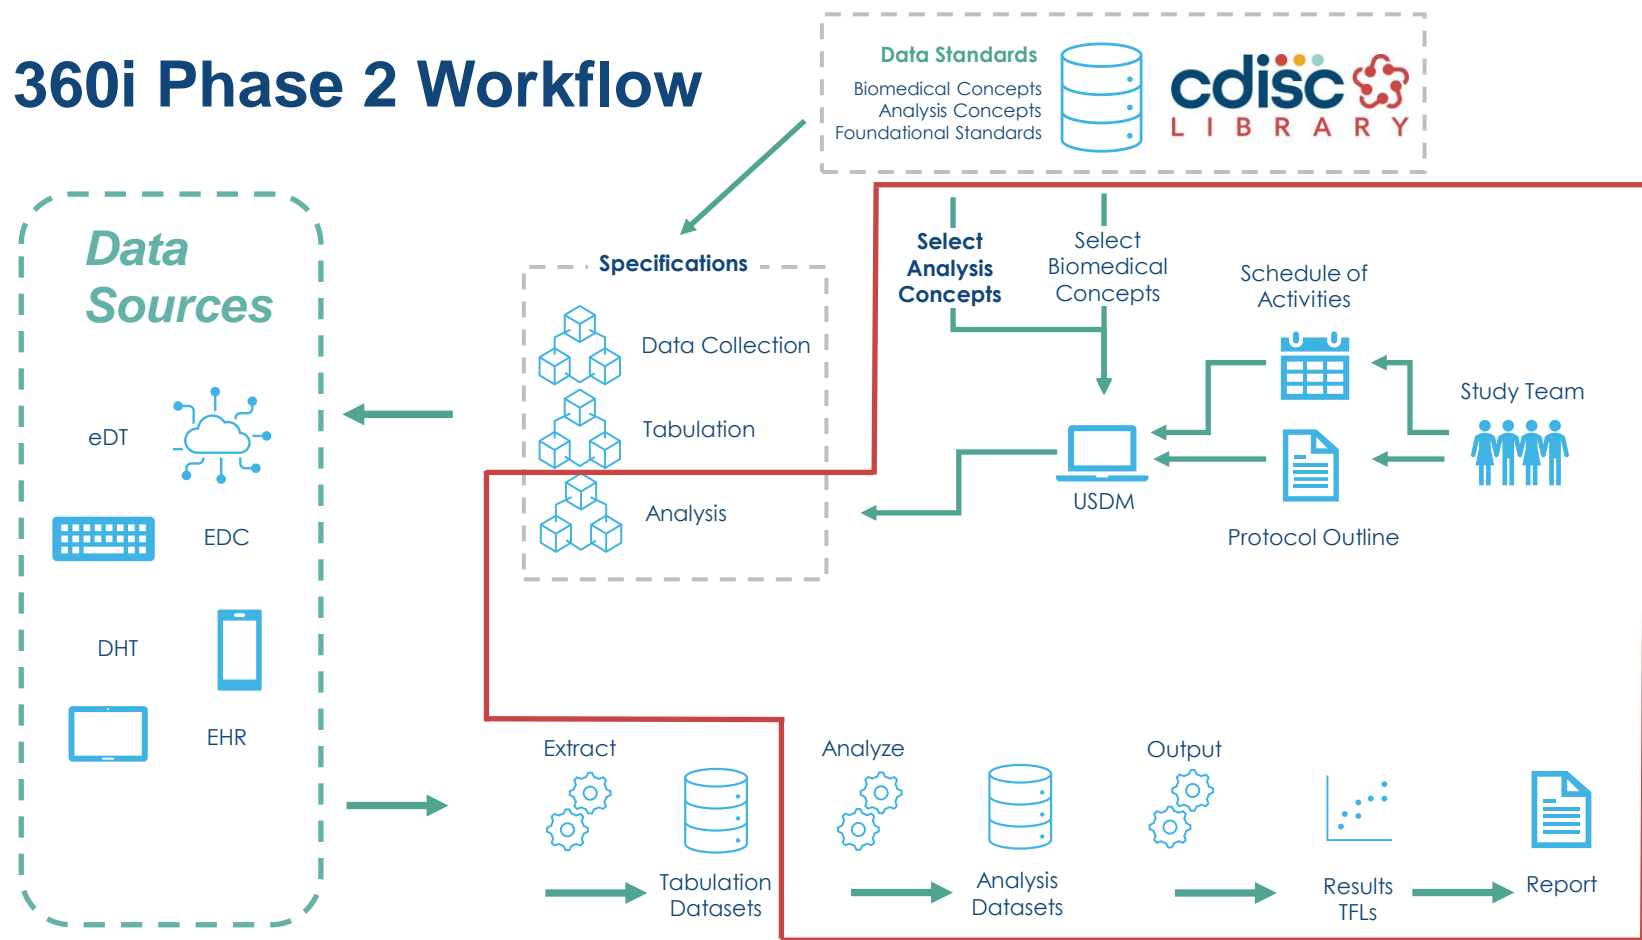 360i Phase 2 Workflow
Data Standards
Biomedical Concepts
Analysis Concepts
Foundational Standards
cdisc
LIBRARY
Data
Sources
eDT
EDC
DHT
EHR
Specifications
Data Collection
Tabulation
Analysis
Select
Analysis
Concepts
Select
Biomedical
Concepts
Schedule of
Activities
Study Team
USDM
Protocol Outline
Extract
Tabulation
Datasets
Analyze
Analysis
Datasets
Output
Results
TFLs
Report